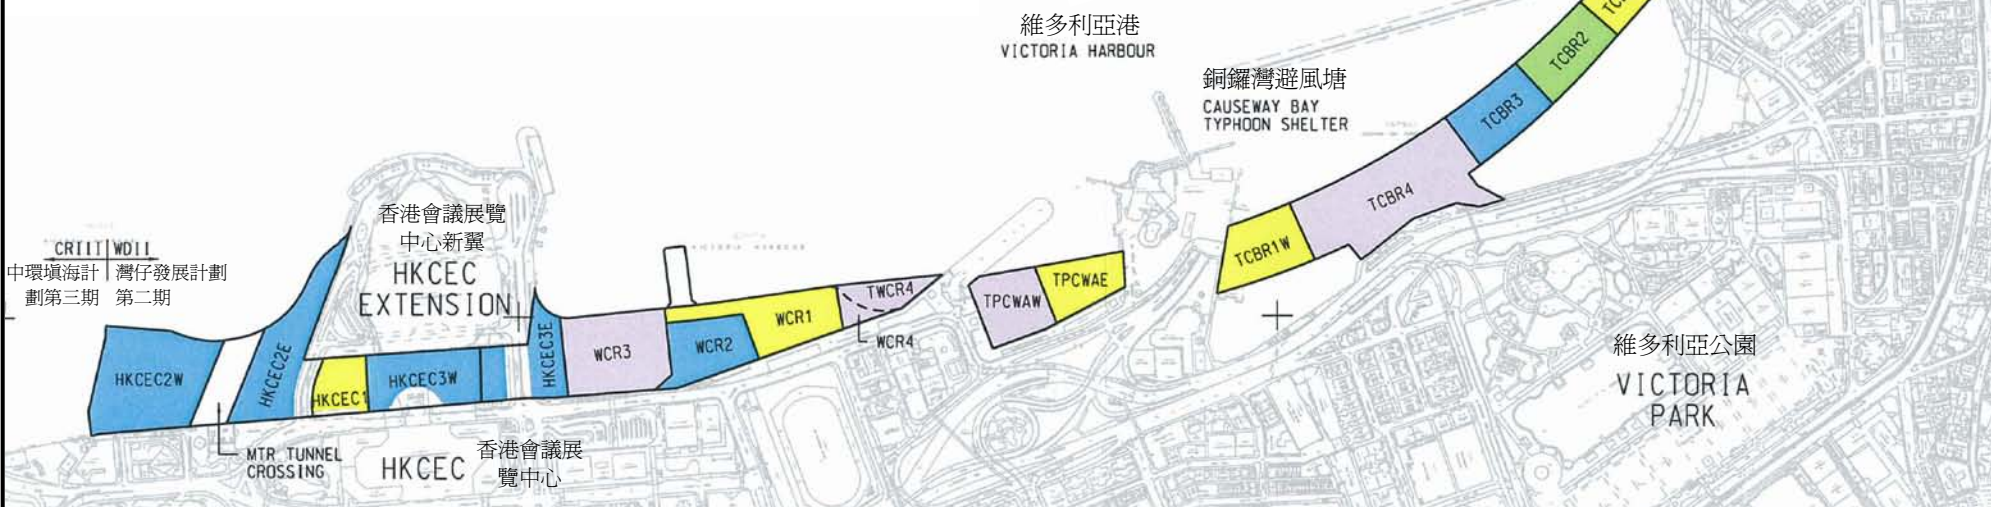 維多利亞港
VICTORIA HARBOUR
銅鑼灣避風塘
CAUSEWAY BAY
TYPHOON SHELTER
TCBR2
TCBR3
TCBR4
TCBR1W
香港會議展覽
中心新翼
HKCEC
EXTENSION
CRIII WDII
中環填海計
劃第三期
灣仔發展計劃
第二期
VICTORIA HARBOUR
HKCEC2W
HKCEC2E
HKCEC1
HKCEC3W
HKCEC3E
WCR3
WCR2
WCR1
TWCR4
WCR4
TPCWAW
TPCWAE
MTR TUNNEL
CROSSING
HKCEC
香港會議展
覽中心
維多利亞公園
VICTORIA
PARK